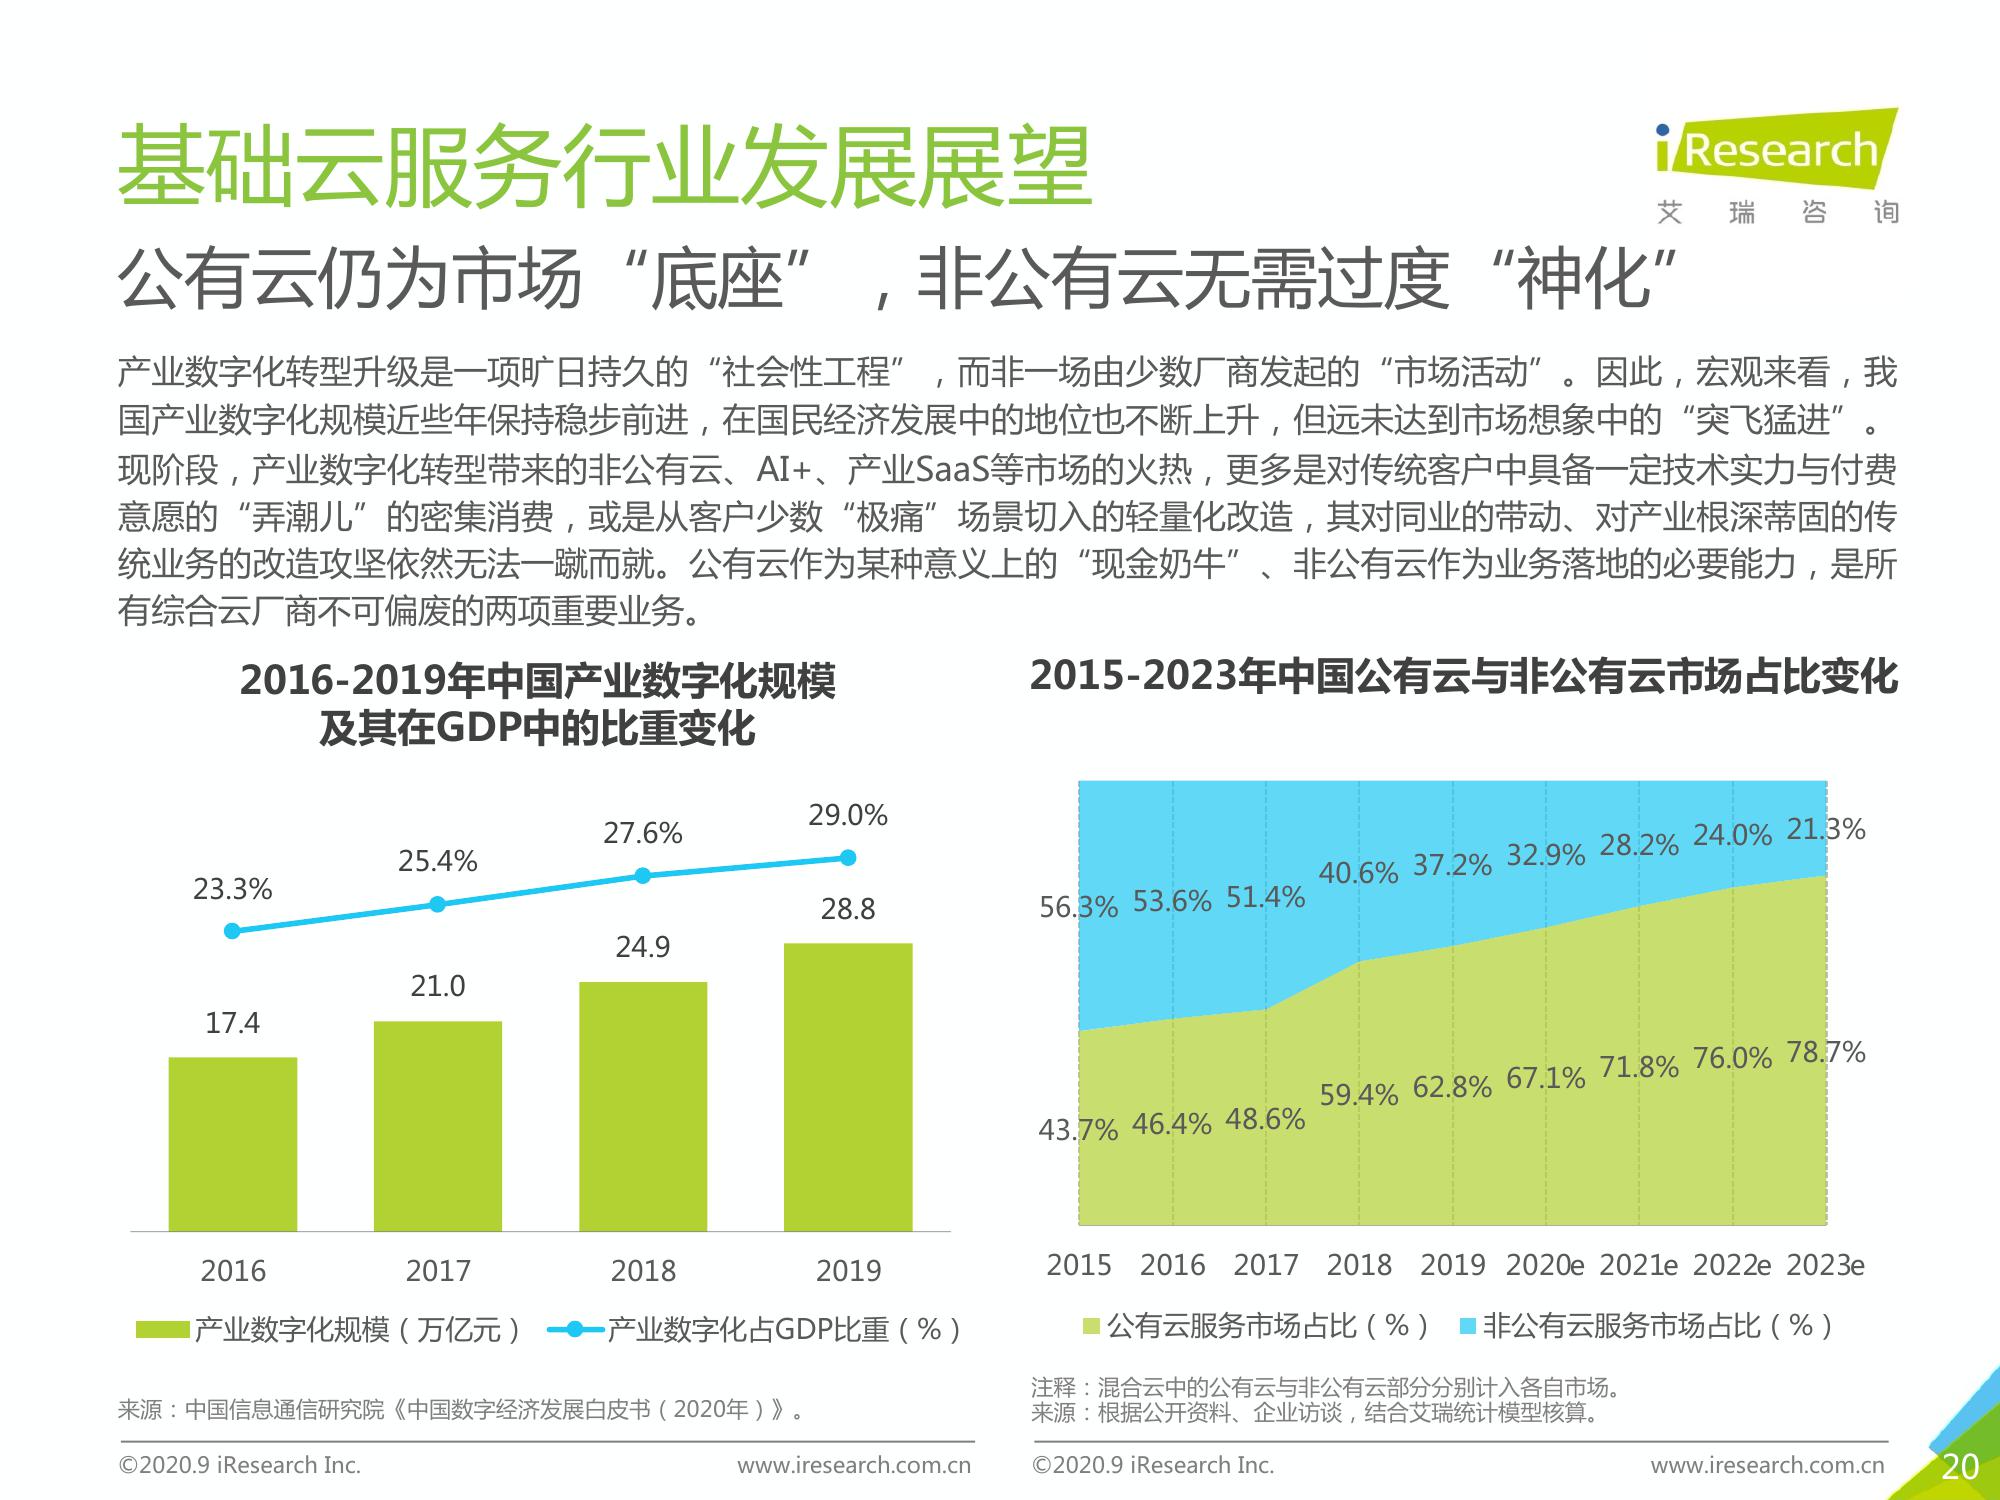 基础云服务行业发展展望
iResearch
艾瑞咨询
公有云仍为市场“底座”，非公有云无需过度“神化”
产业数字化转型升级是一项旷日持久的“社会性工程”，而非一场由少数厂商发起的“市场活动”。因此，宏观来看，我
国产业数字化规模近些年保持稳步前进，在国民经济发展中的地位也不断上升，但远未达到市场想象中的“突飞猛进”。
现阶段，产业数字化转型带来的非公有云、AI+、产业SaaS等市场的火热，更多是对传统客户中具备一定技术实力与付费
意愿的“弄潮儿”的密集消费，或是从客户少数“极痛”场景切入的轻量化改造，其对同业的带动、对产业根深蒂固的传
统业务的改造攻坚依然无法一蹴而就。公有云作为某种意义上的“现金奶牛”、非公有云作为业务落地的必要能力，是所
有综合云厂商不可偏废的两项重要业务。
2016-2019年中国产业数字化规模
及其在GDP中的比重变化
23.3% 25.4% 27.6% 29.0%
17.4 21.0 24.9 28.8
2016 2017 2018 2019
产业数字化规模（万亿元） 产业数字化占GDP比重（%）
来源：中国信息通信研究院《中国数字经济发展白皮书（2020年）》。
©2020.9 iResearch Inc. www.iresearch.com.cn
2015-2023年中国公有云与非公有云市场占比变化
56.3% 53.6% 51.4% 40.6% 37.2% 32.9% 28.2% 24.0% 21.3%
43.7% 46.4% 48.6% 59.4% 62.8% 67.1% 71.8% 76.0% 78.7%
2015 2016 2017 2018 2019 2020e 2021e 2022e 2023e
公有云服务市场占比（%） 非公有云服务市场占比（%）
注释：混合云中的公有云与非公有云部分分别计入各自市场。
来源：根据公开资料、企业访谈，结合艾瑞统计模型核算。
©2020.9 iResearch Inc. www.iresearch.com.cn
20